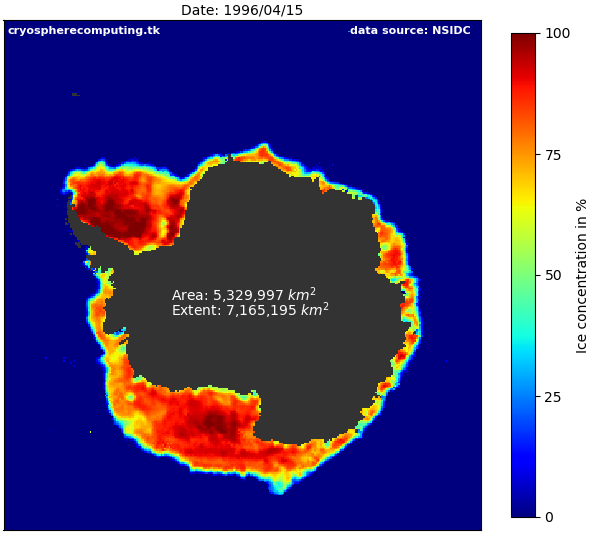 Date: 1996/04/15
cryospherecomputing.tk
data source: NSIDC
Area: 5,329,997 km²
Extent: 7,165,195 km²
100
75
50
25
0
Ice concentration in %